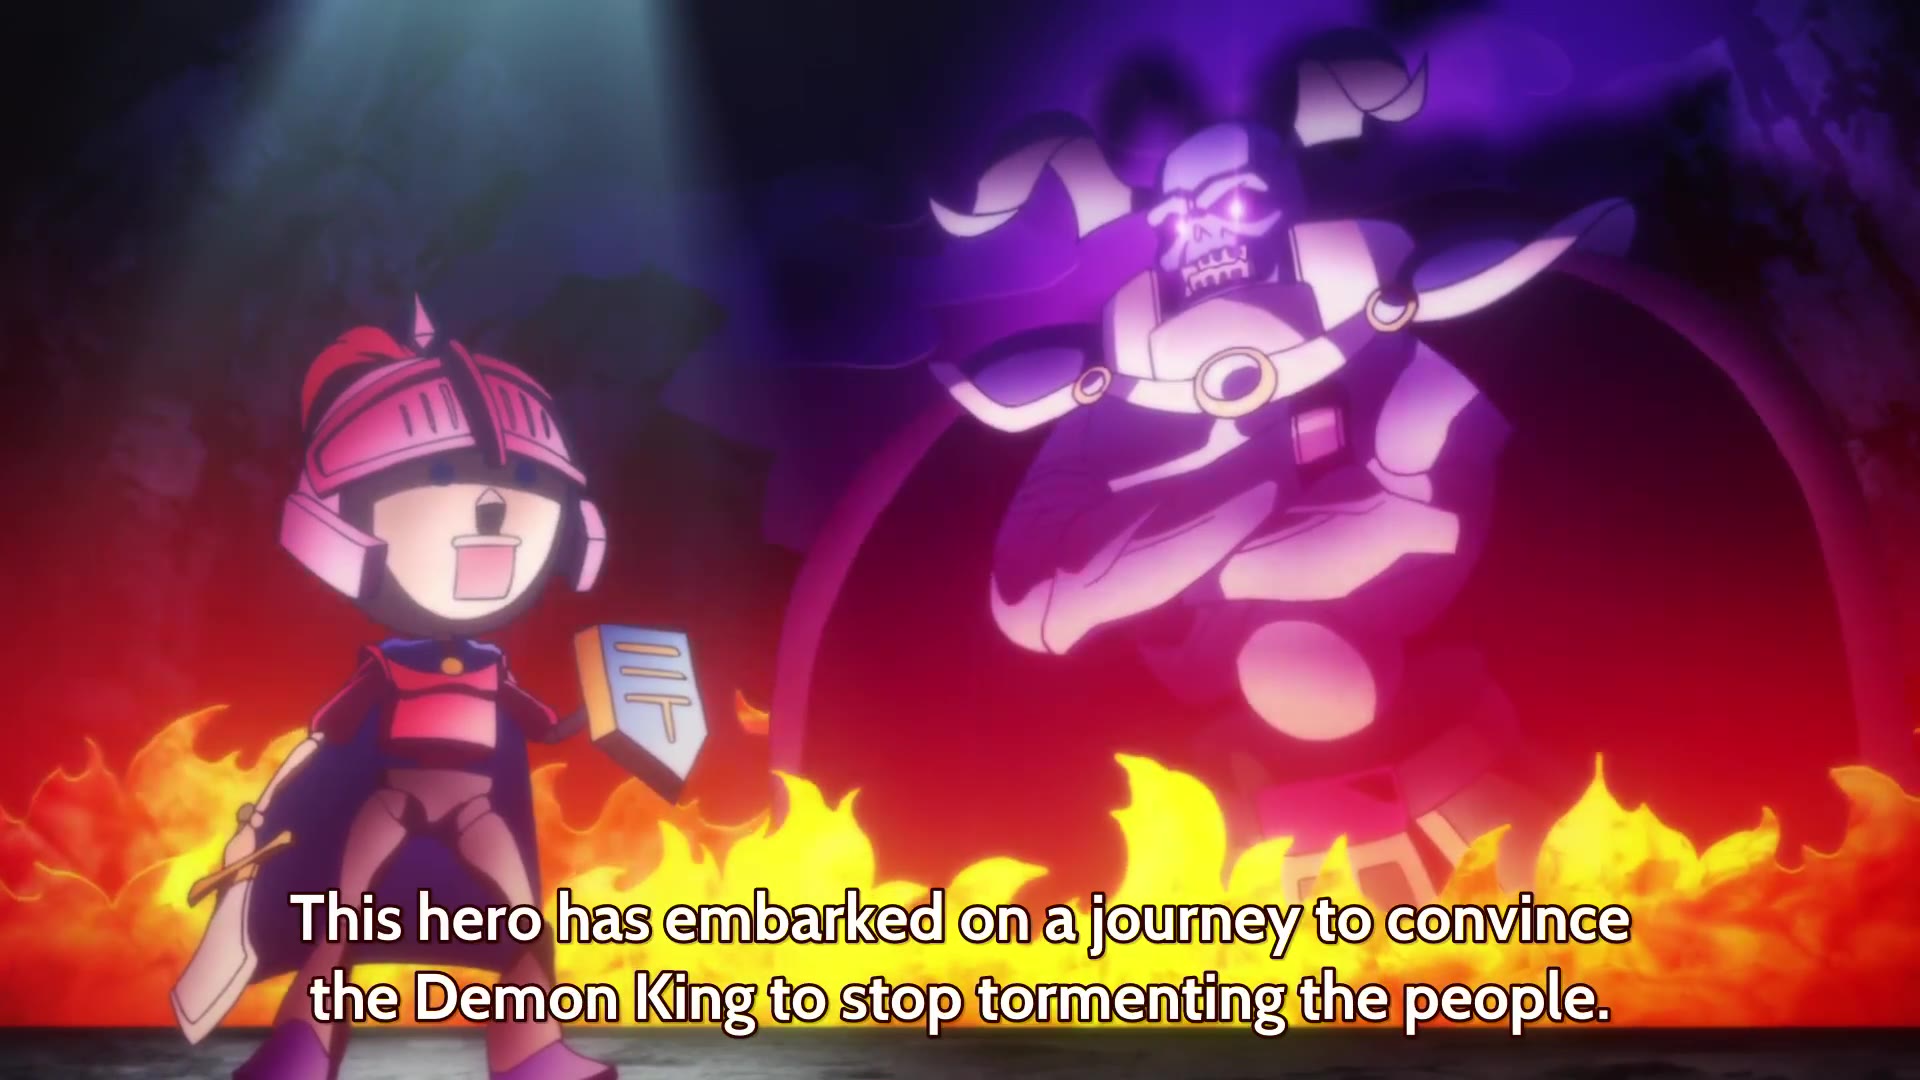 This hero has embarked on a journey to convince
the Demon King to stop tormenting the people.